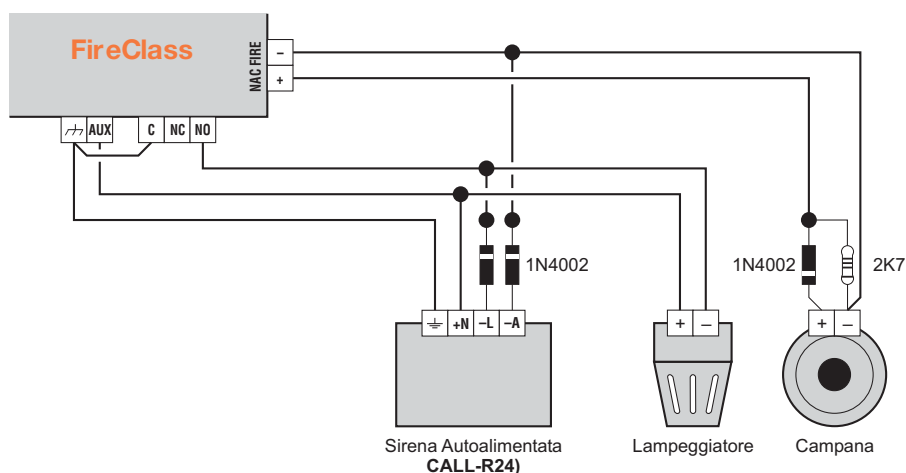 FireClass
NAC FIRE
–
+
AUX
C
NC
NO
1N4002
1N4002
2K7
+N
–L
–A
+
–
+
–
Sirena Autoalimentata
CALL-R24)
Lampeggiatore
Campana